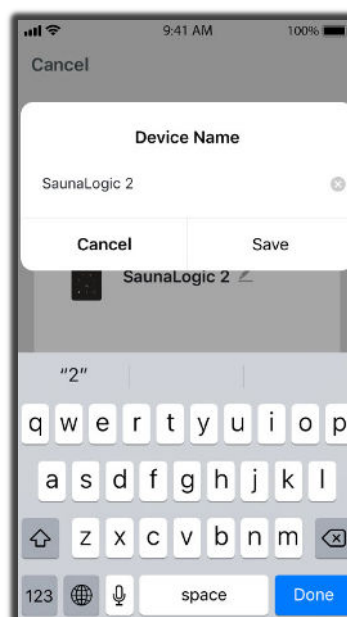 9:41 AM 100%
Cancel
Device Name
SaunaLogic 2
Cancel Save
SaunaLogic 2
"2"
q w e r t y u i o p
a s d f g h j k l
z x c v b n m
123 space Done